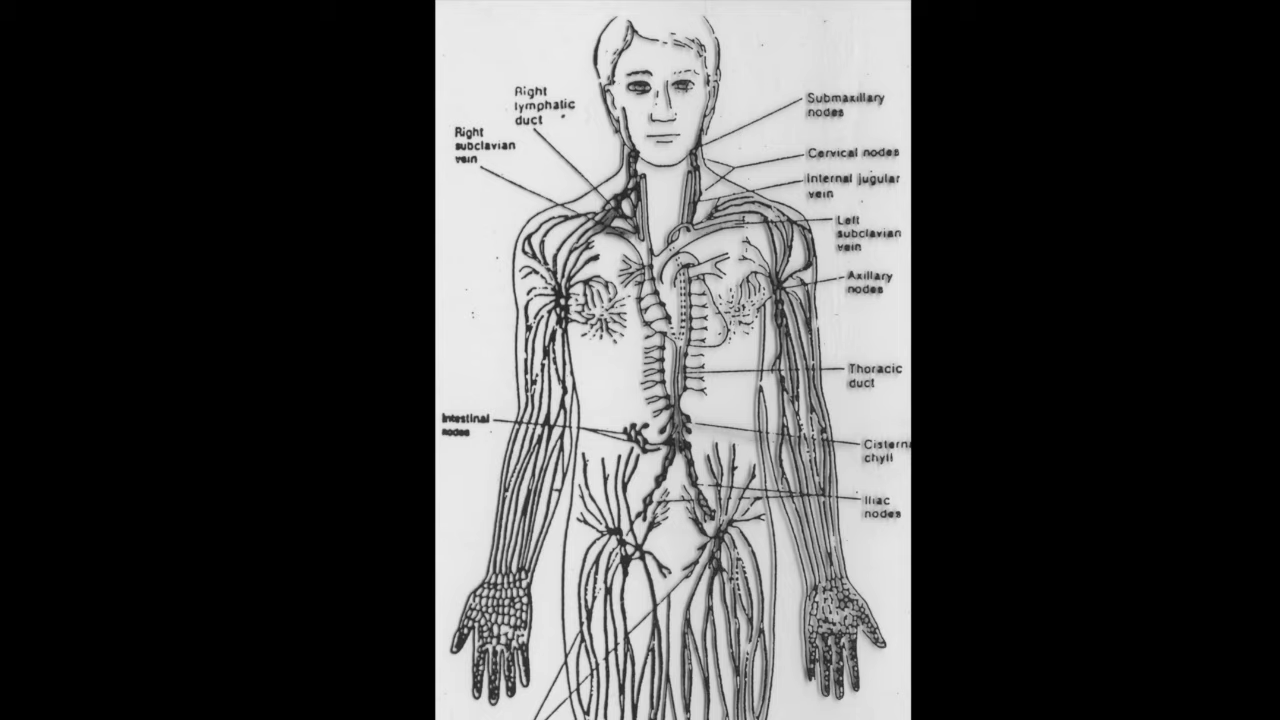 Right
lymphatic
duct
Right
subclavian
vein
Submaxillary
nodes
Cervical nodes
Internal jugular
vein
Left
subclavian
vein
Axillary
nodes
Thoracic
duct
Intestinal
nodes
Cistern
chyli
Iliac
nodes